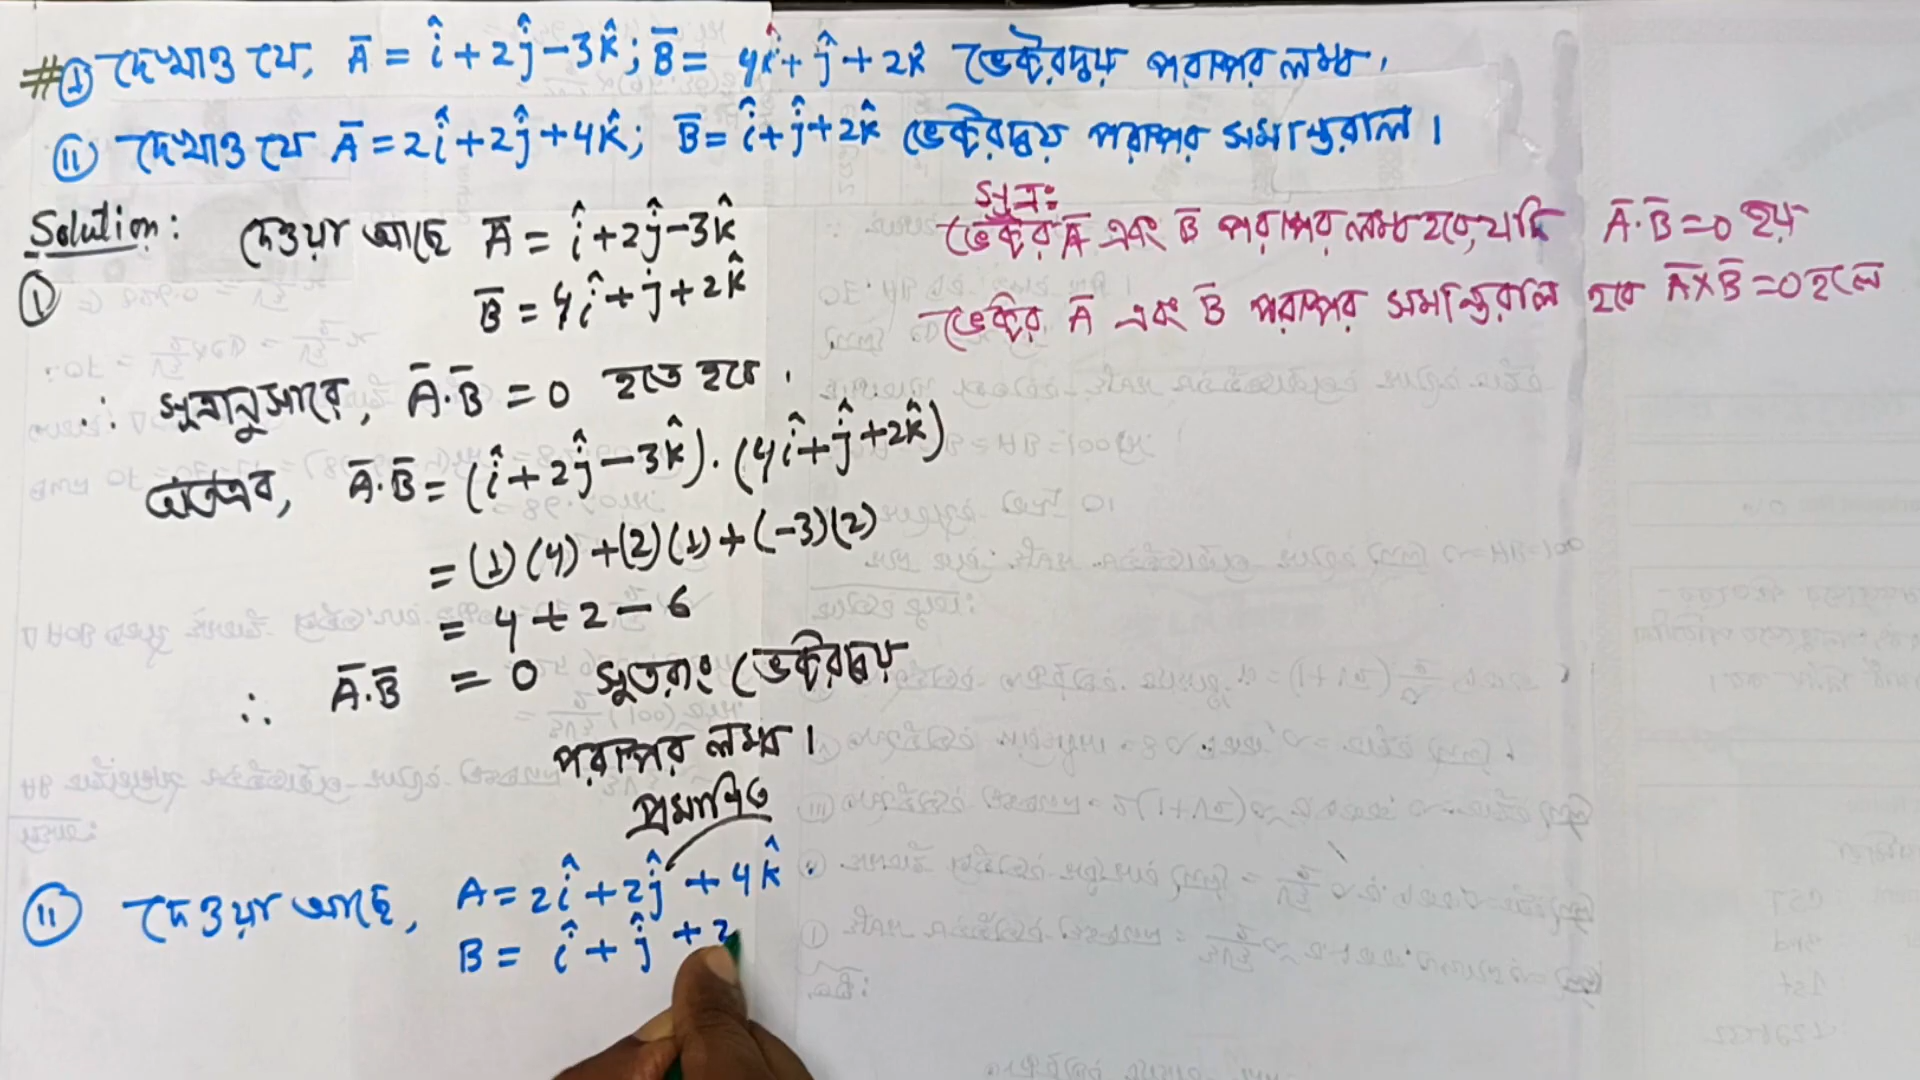 # ⓘ দেখাও যে, A̅ = î + 2ĵ - 3k̂; B̅ = 4î + ĵ + 2k̂ ভেক্টরদ্বয় পরস্পর লম্ব।
ⓘⓘ দেখাও যে A̅ = 2î + 2ĵ + 4k̂; B̅ = î + ĵ + 2k̂ ভেক্টরদ্বয় পরস্পর সমান্তরাল।
সূত্রঃ
ভেক্টর A̅ এবং B̅ পরস্পর লম্ব হবে, যদি A̅·B̅ = 0 হয়
ভেক্টর A̅ এবং B̅ পরস্পর সমান্তরাল হবে A̅×B̅ = 0 হলে
Solution: দেওয়া আছে A̅ = î + 2ĵ - 3k̂
ⓘ B̅ = 4î + ĵ + 2k̂
∴ সূত্রানুসারে, A̅·B̅ = 0 হতে হবে।
অতএব, A̅·B̅ = (î + 2ĵ - 3k̂)·(4î + ĵ + 2k̂)
= (1)(4) + (2)(1) + (-3)(2)
= 4 + 2 - 6
∴ A̅·B̅ = 0 সুতরাং ভেক্টরদ্বয়
পরস্পর লম্ব।
প্রমাণিত
ⓘⓘ দেওয়া আছে, A = 2î + 2ĵ + 4k̂
B = î + ĵ + 2